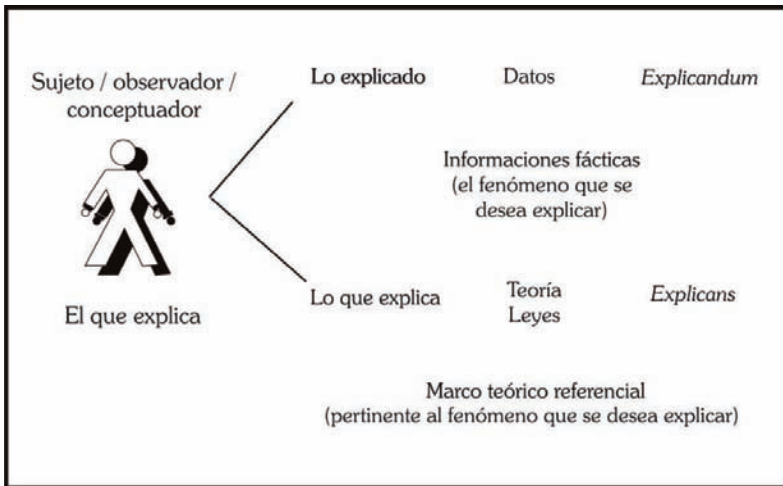 Sujeto / observador /
conceptuador
El que explica
Lo explicado Datos Explicandum
Informaciones fácticas
(el fenómeno que se
desea explicar)
Lo que explica Teoría Explicans
Leyes
Marco teórico referencial
(pertinente al fenómeno que se desea explicar)